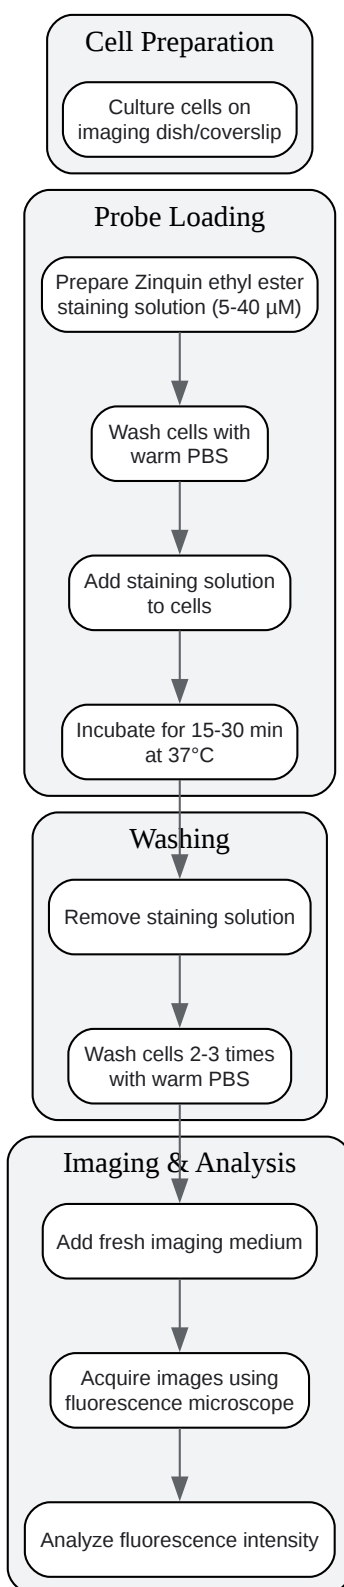 Cell Preparation
Culture cells on
imaging dish/coverslip
Probe Loading
Prepare Zinquin ethyl ester
staining solution (5-40 µM)
Wash cells with
warm PBS
Add staining solution
to cells
Incubate for 15-30 min
at 37°C
Washing
Remove staining solution
Wash cells 2-3 times
with warm PBS
Imaging & Analysis
Add fresh imaging medium
Acquire images using
fluorescence microscope
Analyze fluorescence intensity